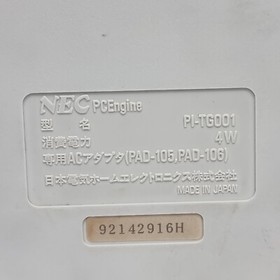 NEC PCEngine
型 名 PI-TG001
消費電力 4W
専用ACアダプタ(PAD-105,PAD-106)
日本電気ホームエレクトロニクス株式会社
MADE IN JAPAN
92142916H